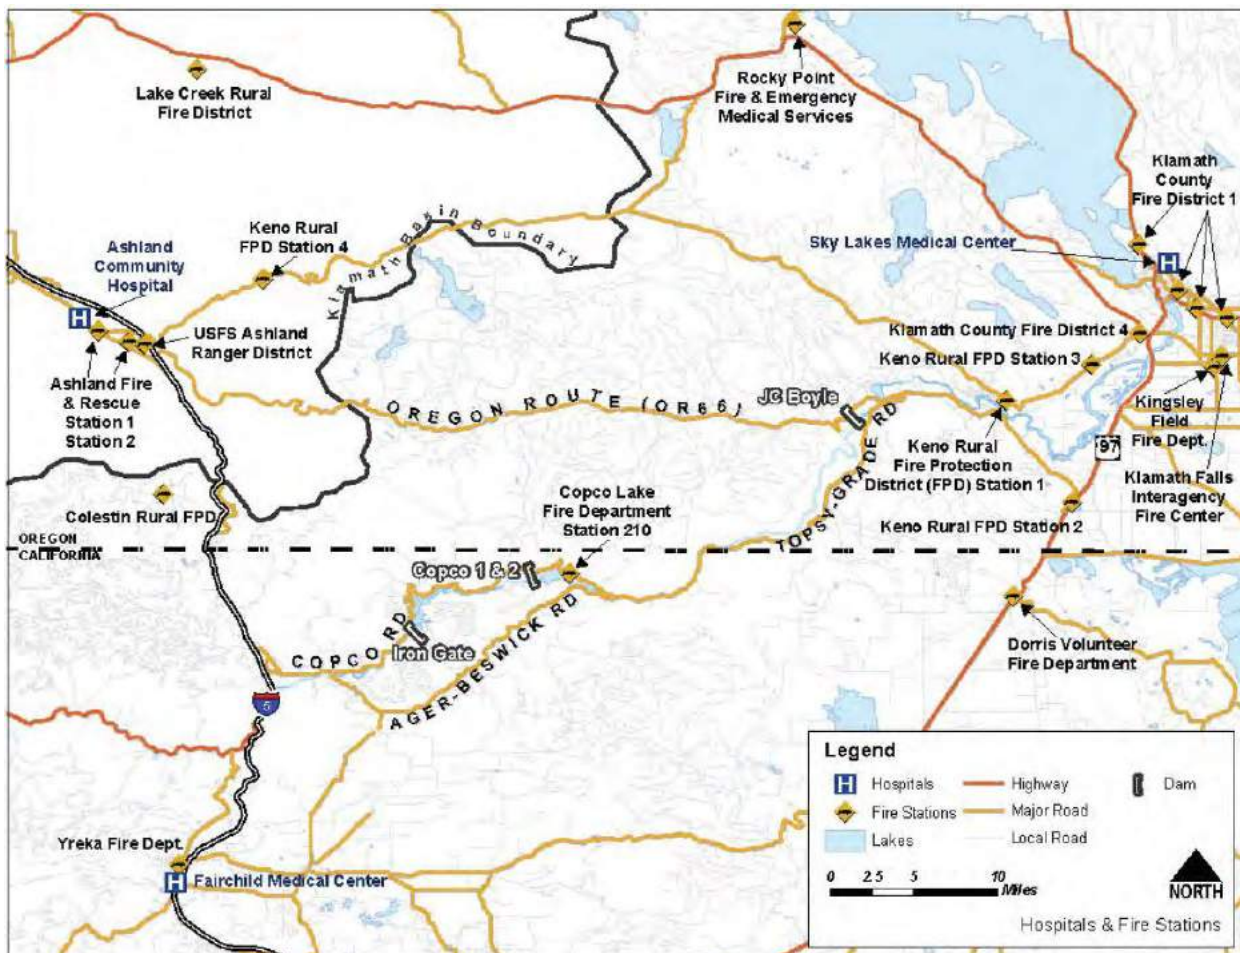 Lake Creek Rural
Fire District
Rocky Point
Fire & Emergency
Medical Services
Klamath
County
Fire District 1
Sky Lakes Medical Center
H
Keno Rural
FPD Station 4
Klamath Basin Boundary
Ashland
Community
Hospital
H
USFS Ashland
Ranger District
Ashland Fire
& Rescue
Station 1
Station 2
Klamath County Fire District 4
Keno Rural FPD Station 3
JC Boyle
OREGON ROUTE (OR66)
TOPSY-GRADE RD
Kingsley
Field
Fire Dept.
97
Keno Rural
Fire Protection
District (FPD) Station 1
Klamath Falls
Interagency
Fire Center
Keno Rural FPD Station 2
Colestin Rural FPD
Copco Lake
Fire Department
Station 210
OREGON
CALIFORNIA
Copco 1 & 2
COPCO RD
Iron Gate
AGER-BESWICK RD
Dorris Volunteer
Fire Department
5
Yreka Fire Dept.
H
Fairchild Medical Center
Legend
H Hospitals
Highway
Dam
Fire Stations
Major Road
Lakes
Local Road
0 2.5 5 10
Miles
NORTH
Hospitals & Fire Stations